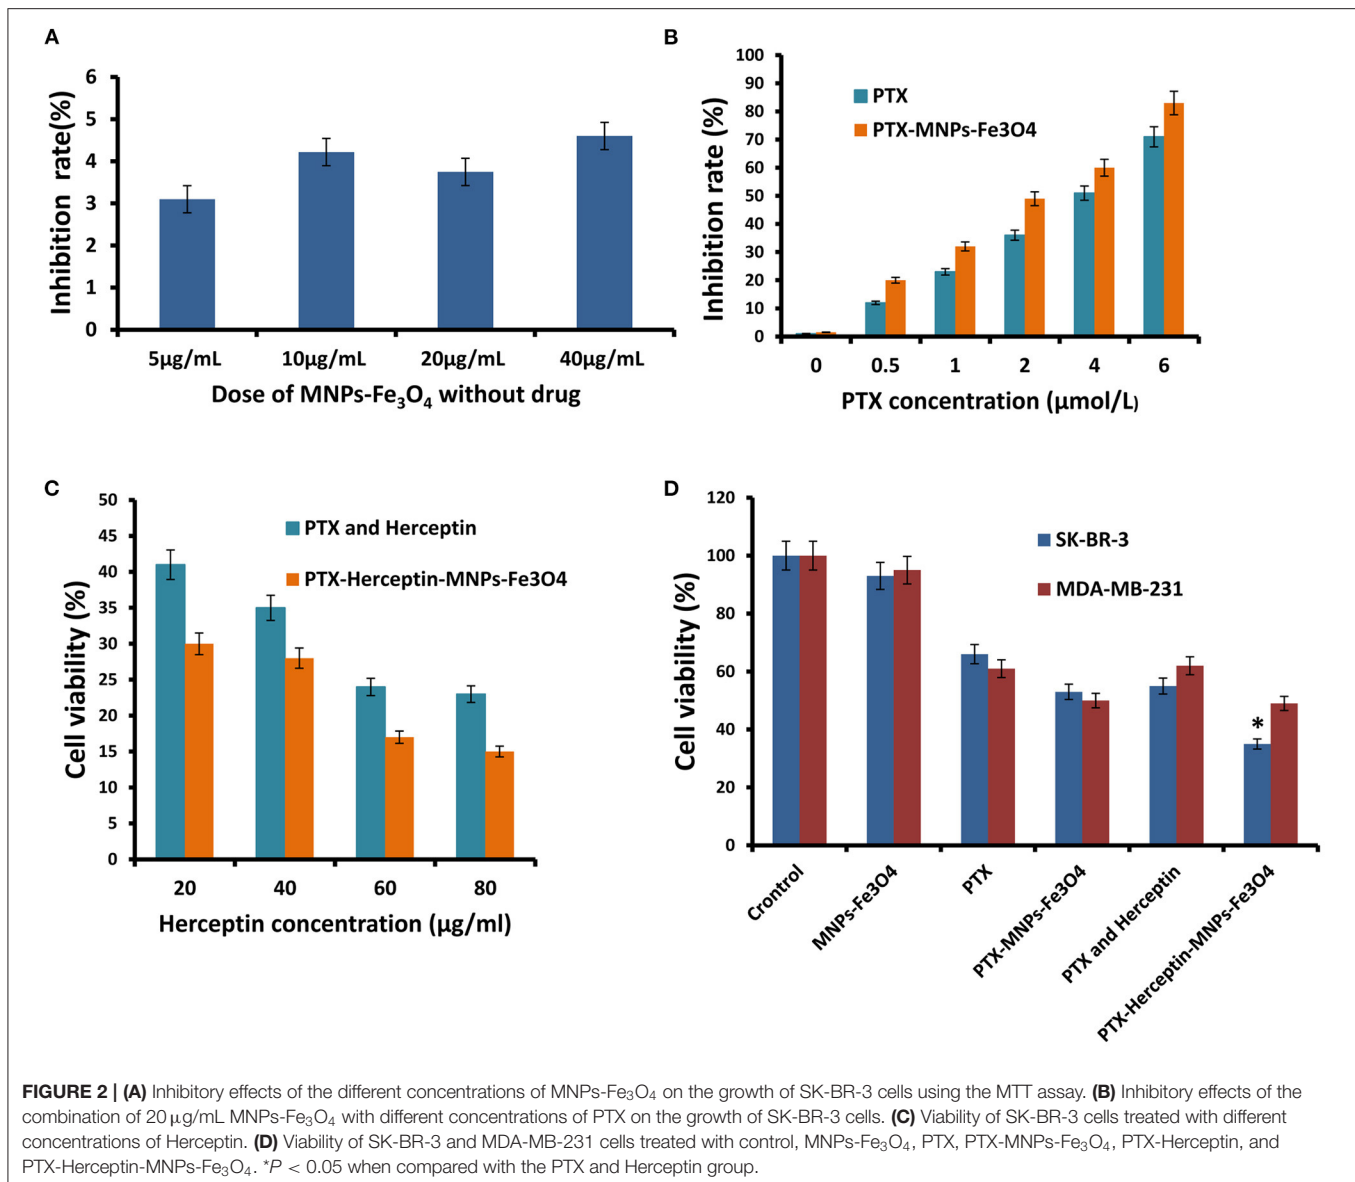 A
6
5
4
3
2
1
0
Inhibition rate(%)
5µg/mL 10µg/mL 20µg/mL 40µg/mL
Dose of MNPs-Fe₃O₄ without drug
B
100
90
80
70
60
50
40
30
20
10
0
Inhibition rate (%)
PTX
PTX-MNPs-Fe3O4
0 0.5 1 2 4 6
PTX concentration (µmol/L)
C
50
45
40
35
30
25
20
15
10
5
0
Cell viability (%)
PTX and Herceptin
PTX-Herceptin-MNPs-Fe3O4
20 40 60 80
Herceptin concentration (µg/ml)
D
120
100
80
60
40
20
0
Cell viability (%)
SK-BR-3
MDA-MB-231
*
Crontrol
MNPs-Fe3O4
PTX
PTX-MNPs-Fe3O4
PTX and Herceptin
PTX-Herceptin-MNPs-Fe3O4
FIGURE 2 | (A) Inhibitory effects of the different concentrations of MNPs-Fe₃O₄ on the growth of SK-BR-3 cells using the MTT assay. (B) Inhibitory effects of the
combination of 20 µg/mL MNPs-Fe₃O₄ with different concentrations of PTX on the growth of SK-BR-3 cells. (C) Viability of SK-BR-3 cells treated with different
concentrations of Herceptin. (D) Viability of SK-BR-3 and MDA-MB-231 cells treated with control, MNPs-Fe₃O₄, PTX, PTX-MNPs-Fe₃O₄, PTX-Herceptin, and
PTX-Herceptin-MNPs-Fe₃O₄. *P < 0.05 when compared with the PTX and Herceptin group.